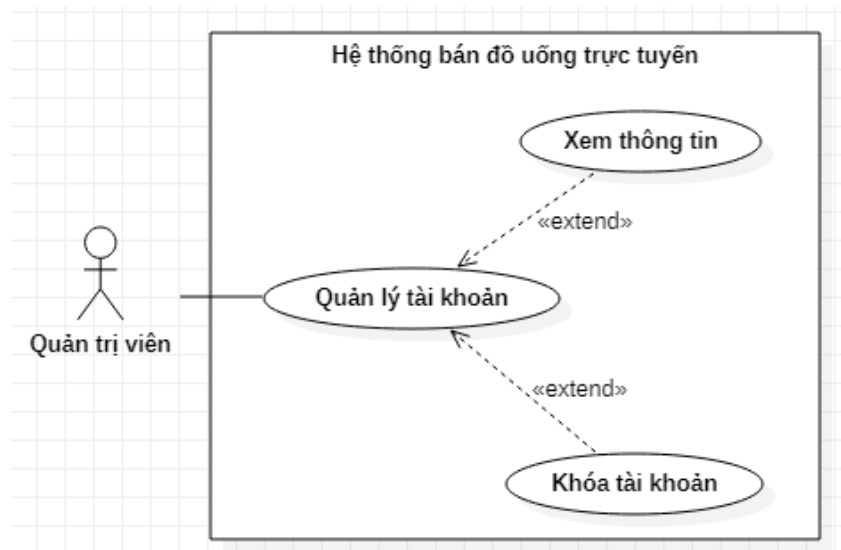 Hệ thống bán đồ uống trực tuyến
Xem thông tin
«extend»
Quản lý tài khoản
Quản trị viên
«extend»
Khóa tài khoản